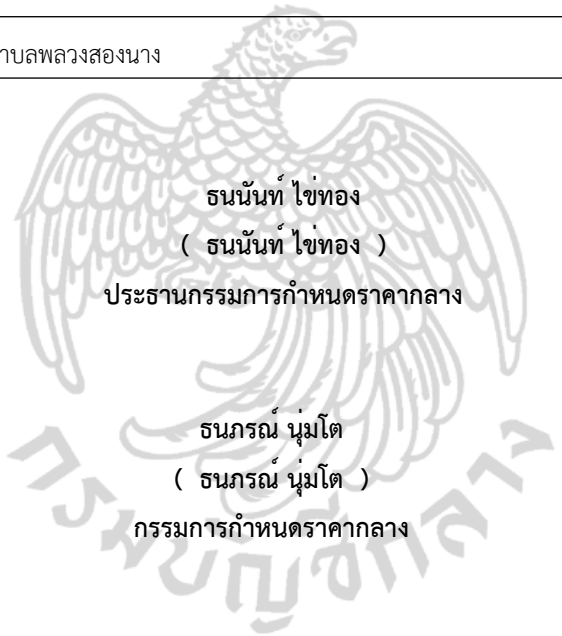 าบลพลวงสองนาง
ธนนันท์ ไข่ทอง
( ธนนันท์ ไข่ทอง )
ประธานกรรมการกำหนดราคากลาง
ธนภรณ์ นุ่มโต
( ธนภรณ์ นุ่มโต )
กรรมการกำหนดราคากลาง
กรมบัญชีกลาง